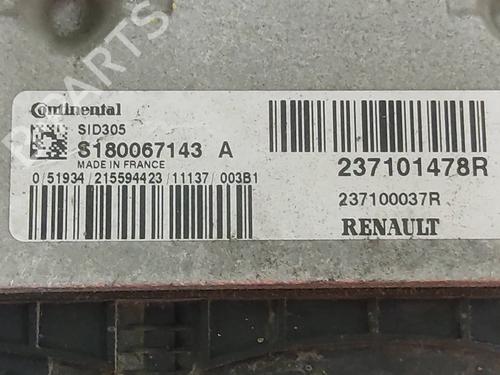 Continental
SID305
S180067143 A
MADE IN FRANCE
0/51934/215594423/11137/003B1
237101478R
237100037R
RENAULT